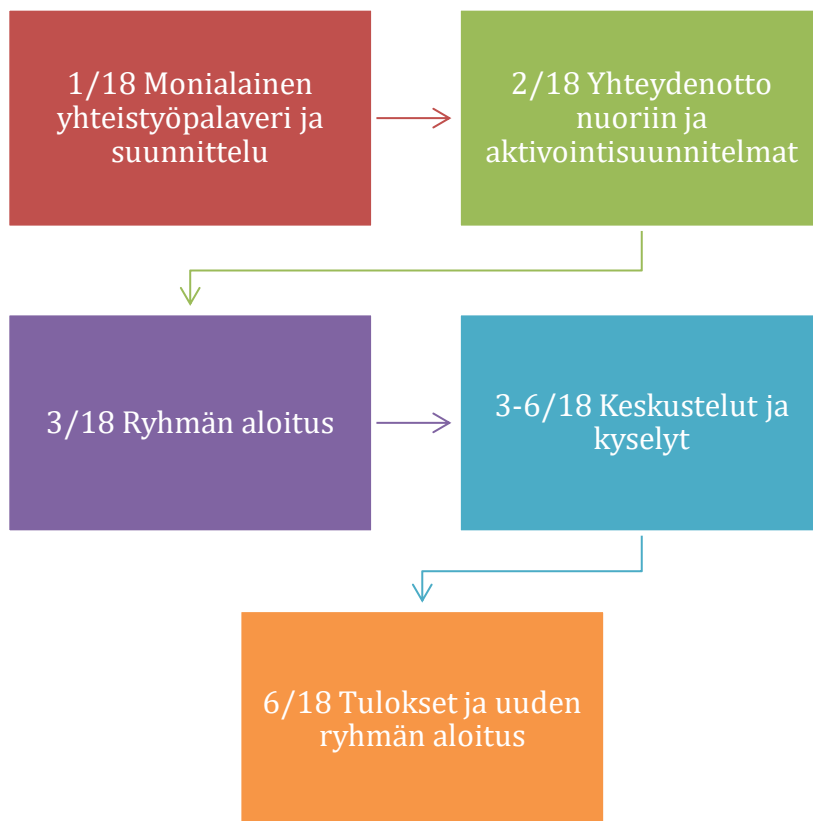 1/18 Monialainen
yhteistyöpalaveri ja
suunnittelu
2/18 Yhteydenotto
nuoriin ja
aktivointisuunnitelmat
3/18 Ryhmän aloitus
3-6/18 Keskustelut ja
kyselyt
6/18 Tulokset ja uuden
ryhmän aloitus